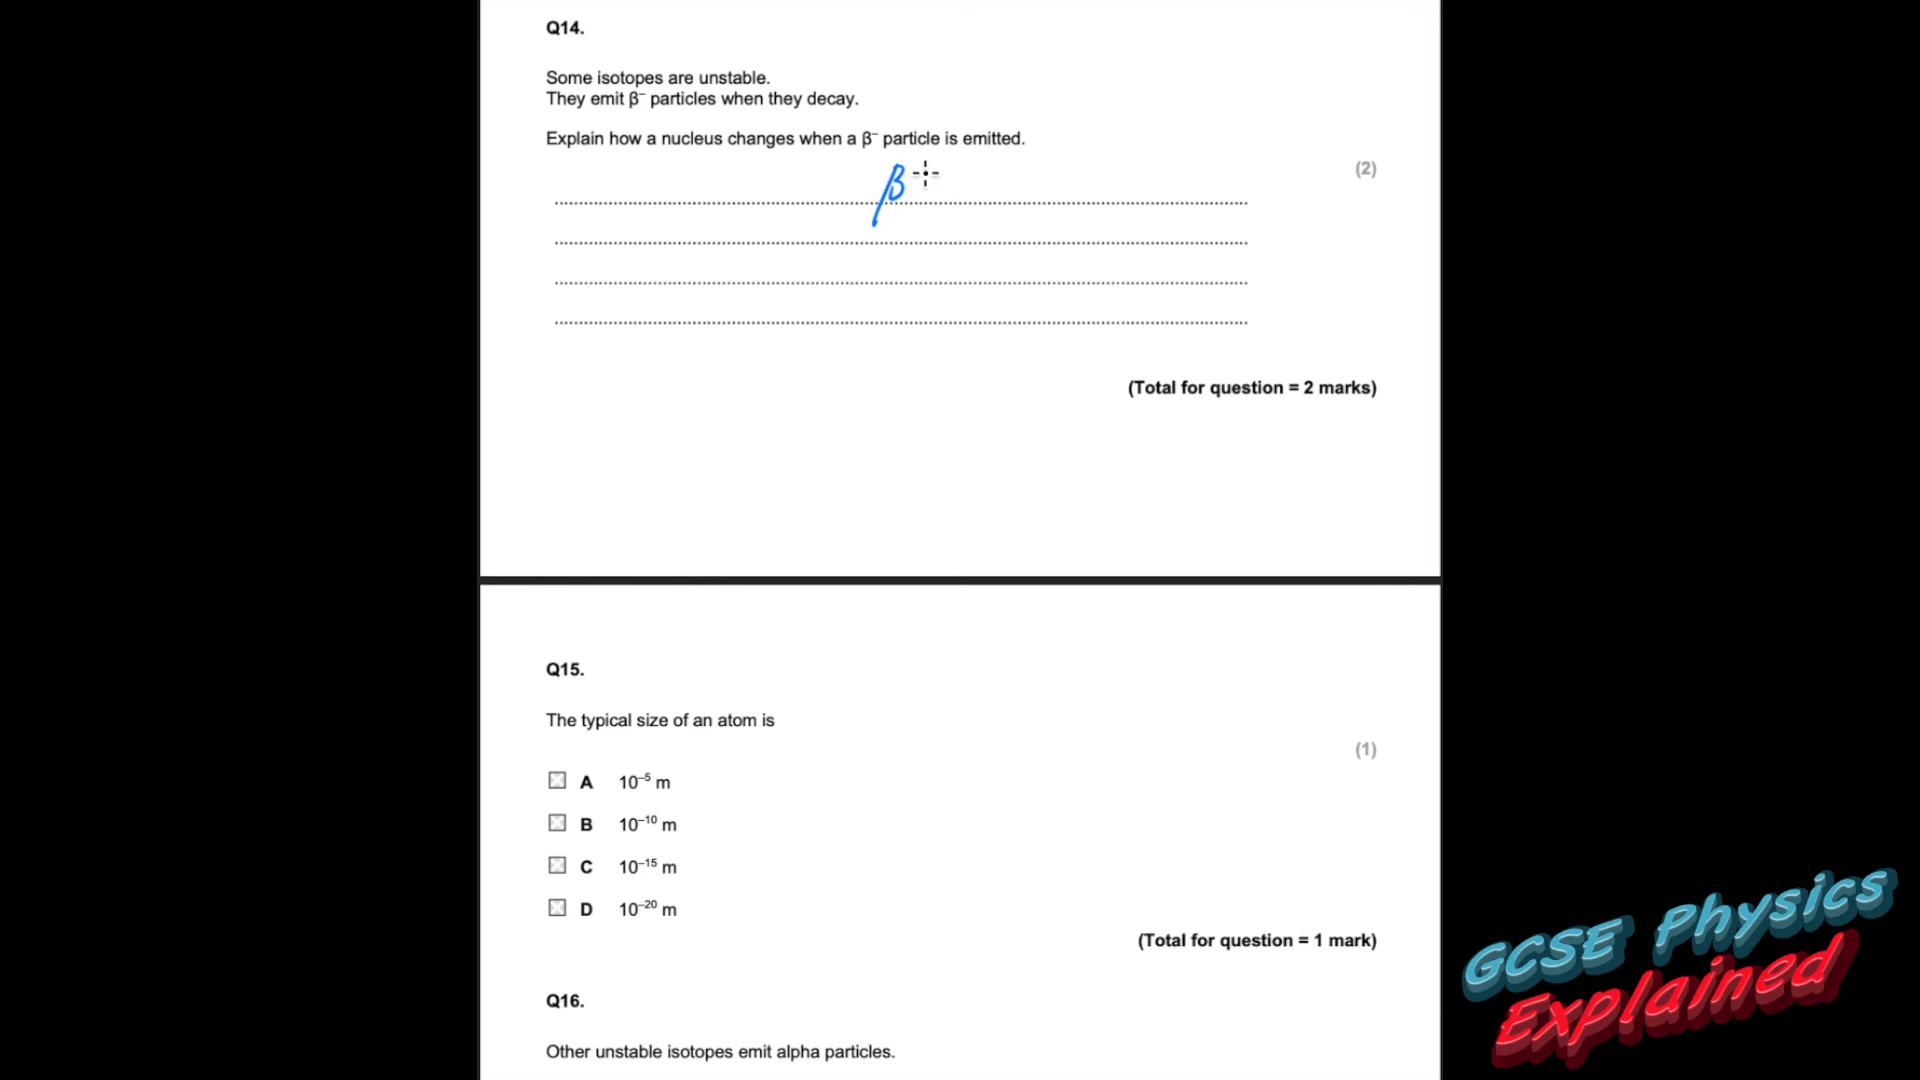 Q14.
Some isotopes are unstable.
They emit β⁻ particles when they decay.
Explain how a nucleus changes when a β⁻ particle is emitted.
(2)
β
(Total for question = 2 marks)
Q15.
The typical size of an atom is
(1)
A 10⁻⁵ m
B 10⁻¹⁰ m
C 10⁻¹⁵ m
D 10⁻²⁰ m
(Total for question = 1 mark)
Q16.
Other unstable isotopes emit alpha particles.
GCSE Physics
Explained